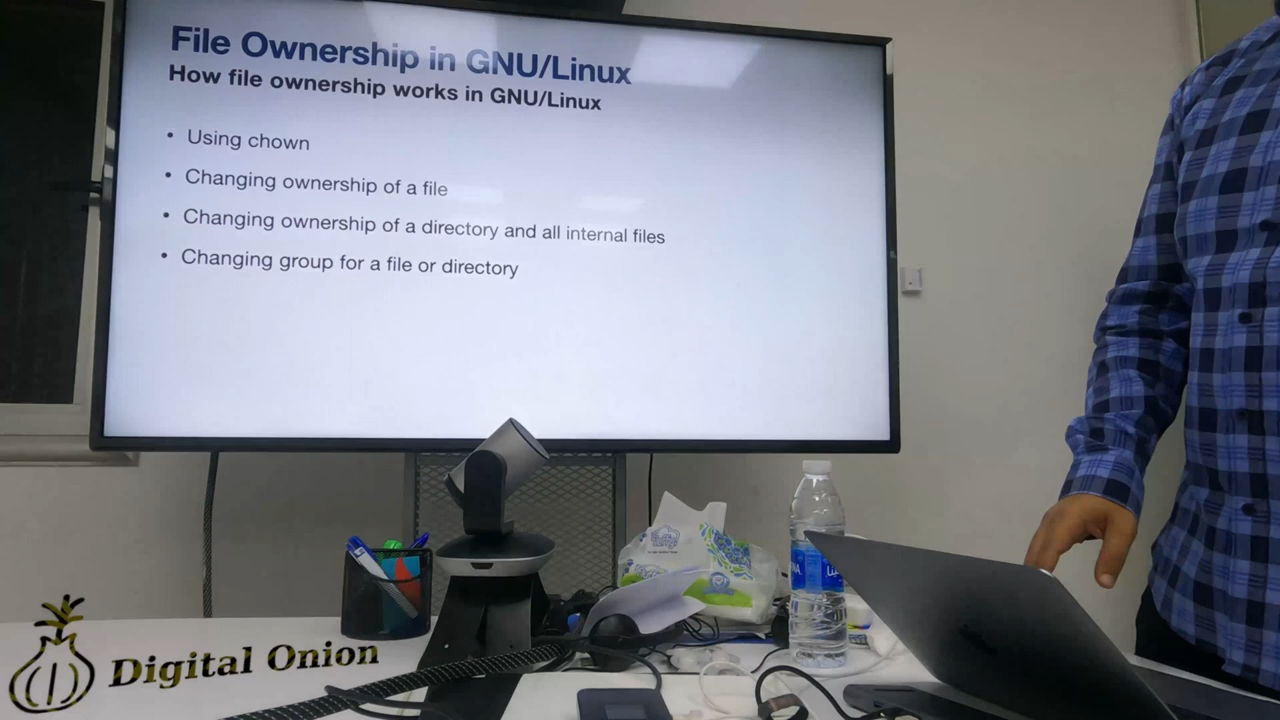 File Ownership in GNU/Linux
How file ownership works in GNU/Linux
• Using chown
• Changing ownership of a file
• Changing ownership of a directory and all internal files
• Changing group for a file or directory
Digital Onion